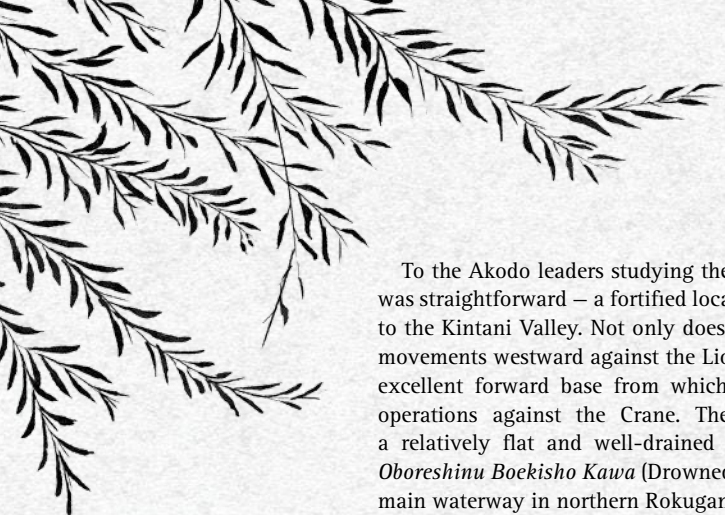 To the Akodo leaders studying the
was straightforward – a fortified loca
to the Kintani Valley. Not only does
movements westward against the Lio
excellent forward base from which
operations against the Crane. The
a relatively flat and well-drained
Oboreshinu Boekisho Kawa (Drowned
main waterway in northern Rokugan